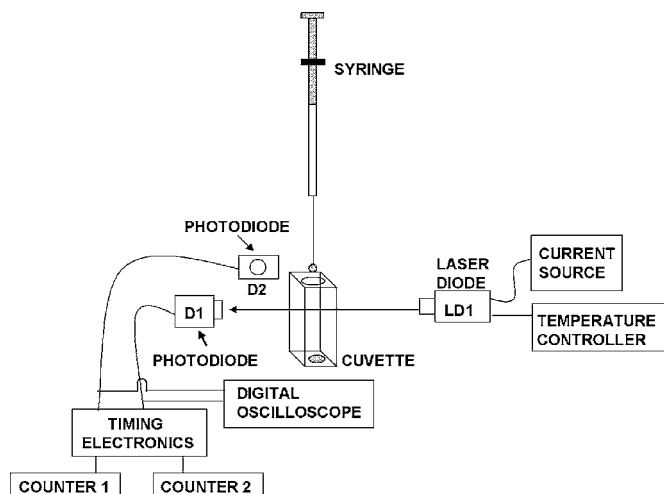 SYRINGE
PHOTODIODE
D2
D1
PHOTODIODE
CUVETTE
LASER
DIODE
LD1
CURRENT
SOURCE
TEMPERATURE
CONTROLLER
DIGITAL
OSCILLOSCOPE
TIMING
ELECTRONICS
COUNTER 1
COUNTER 2